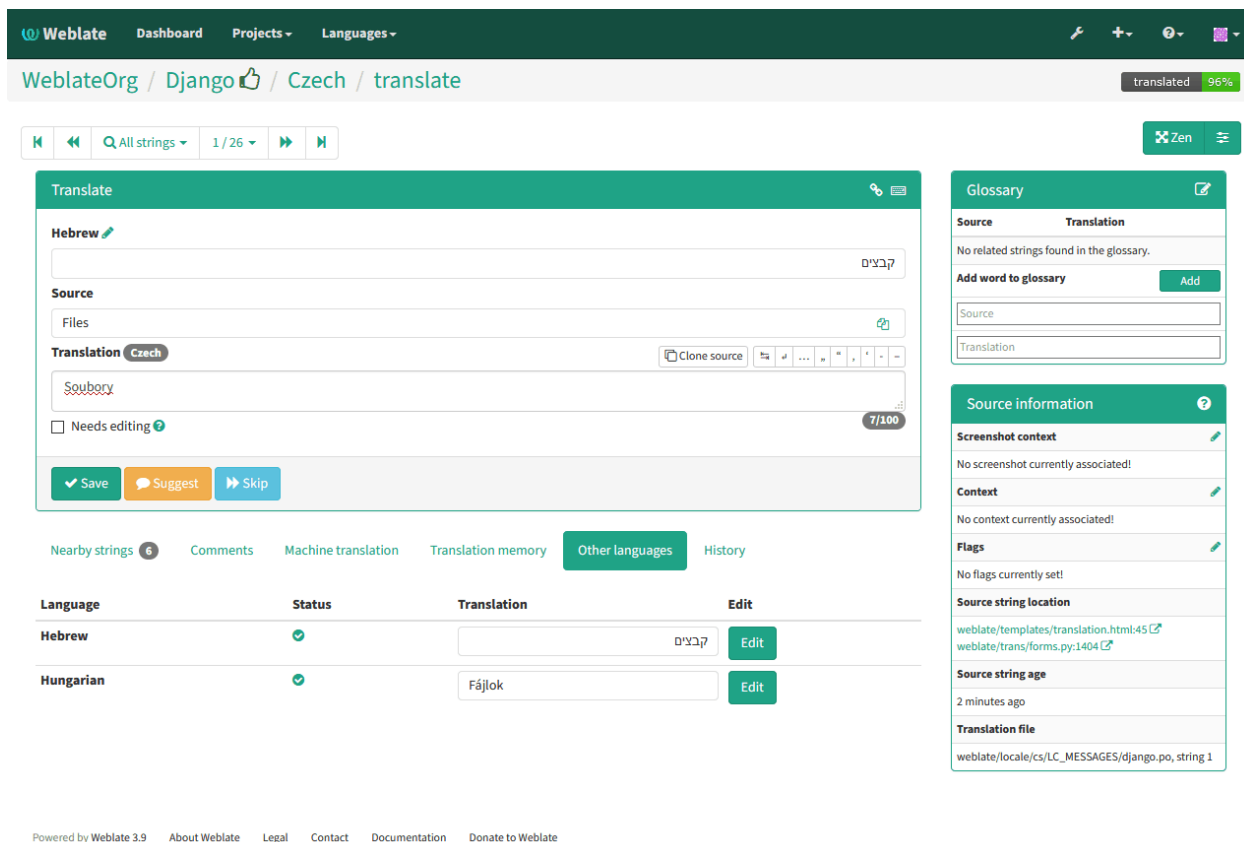 Weblate Dashboard Projects Languages
WeblateOrg / Django / Czech / translate
translated 96%
All strings 1 / 26
Zen
Translate
Hebrew
קבצים
Source
Files
Translation Czech
Clone source ↹ ↵ … „ “ ‚ ‘ - –
Soubory
7/100
Needs editing
Save Suggest Skip
Nearby strings 6 Comments Machine translation Translation memory Other languages History
Language Status Translation Edit
Hebrew קבצים Edit
Hungarian Fájlok Edit
Glossary
Source Translation
No related strings found in the glossary.
Add word to glossary Add
Source
Translation
Source information
Screenshot context
No screenshot currently associated!
Context
No context currently associated!
Flags
No flags currently set!
Source string location
weblate/templates/translation.html:45
weblate/trans/forms.py:1404
Source string age
2 minutes ago
Translation file
weblate/locale/cs/LC_MESSAGES/django.po, string 1
Powered by Weblate 3.9 About Weblate Legal Contact Documentation Donate to Weblate